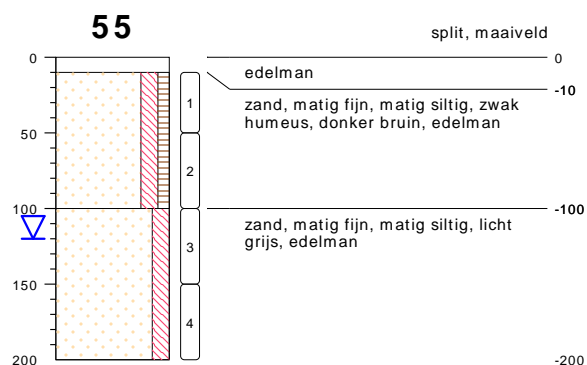 55
split, maaiveld
0
0
edelman
-10
zand, matig fijn, matig siltig, zwak
humeus, donker bruin, edelman
1
50
2
100
-100
zand, matig fijn, matig siltig, licht
grijs, edelman
3
150
4
200
-200